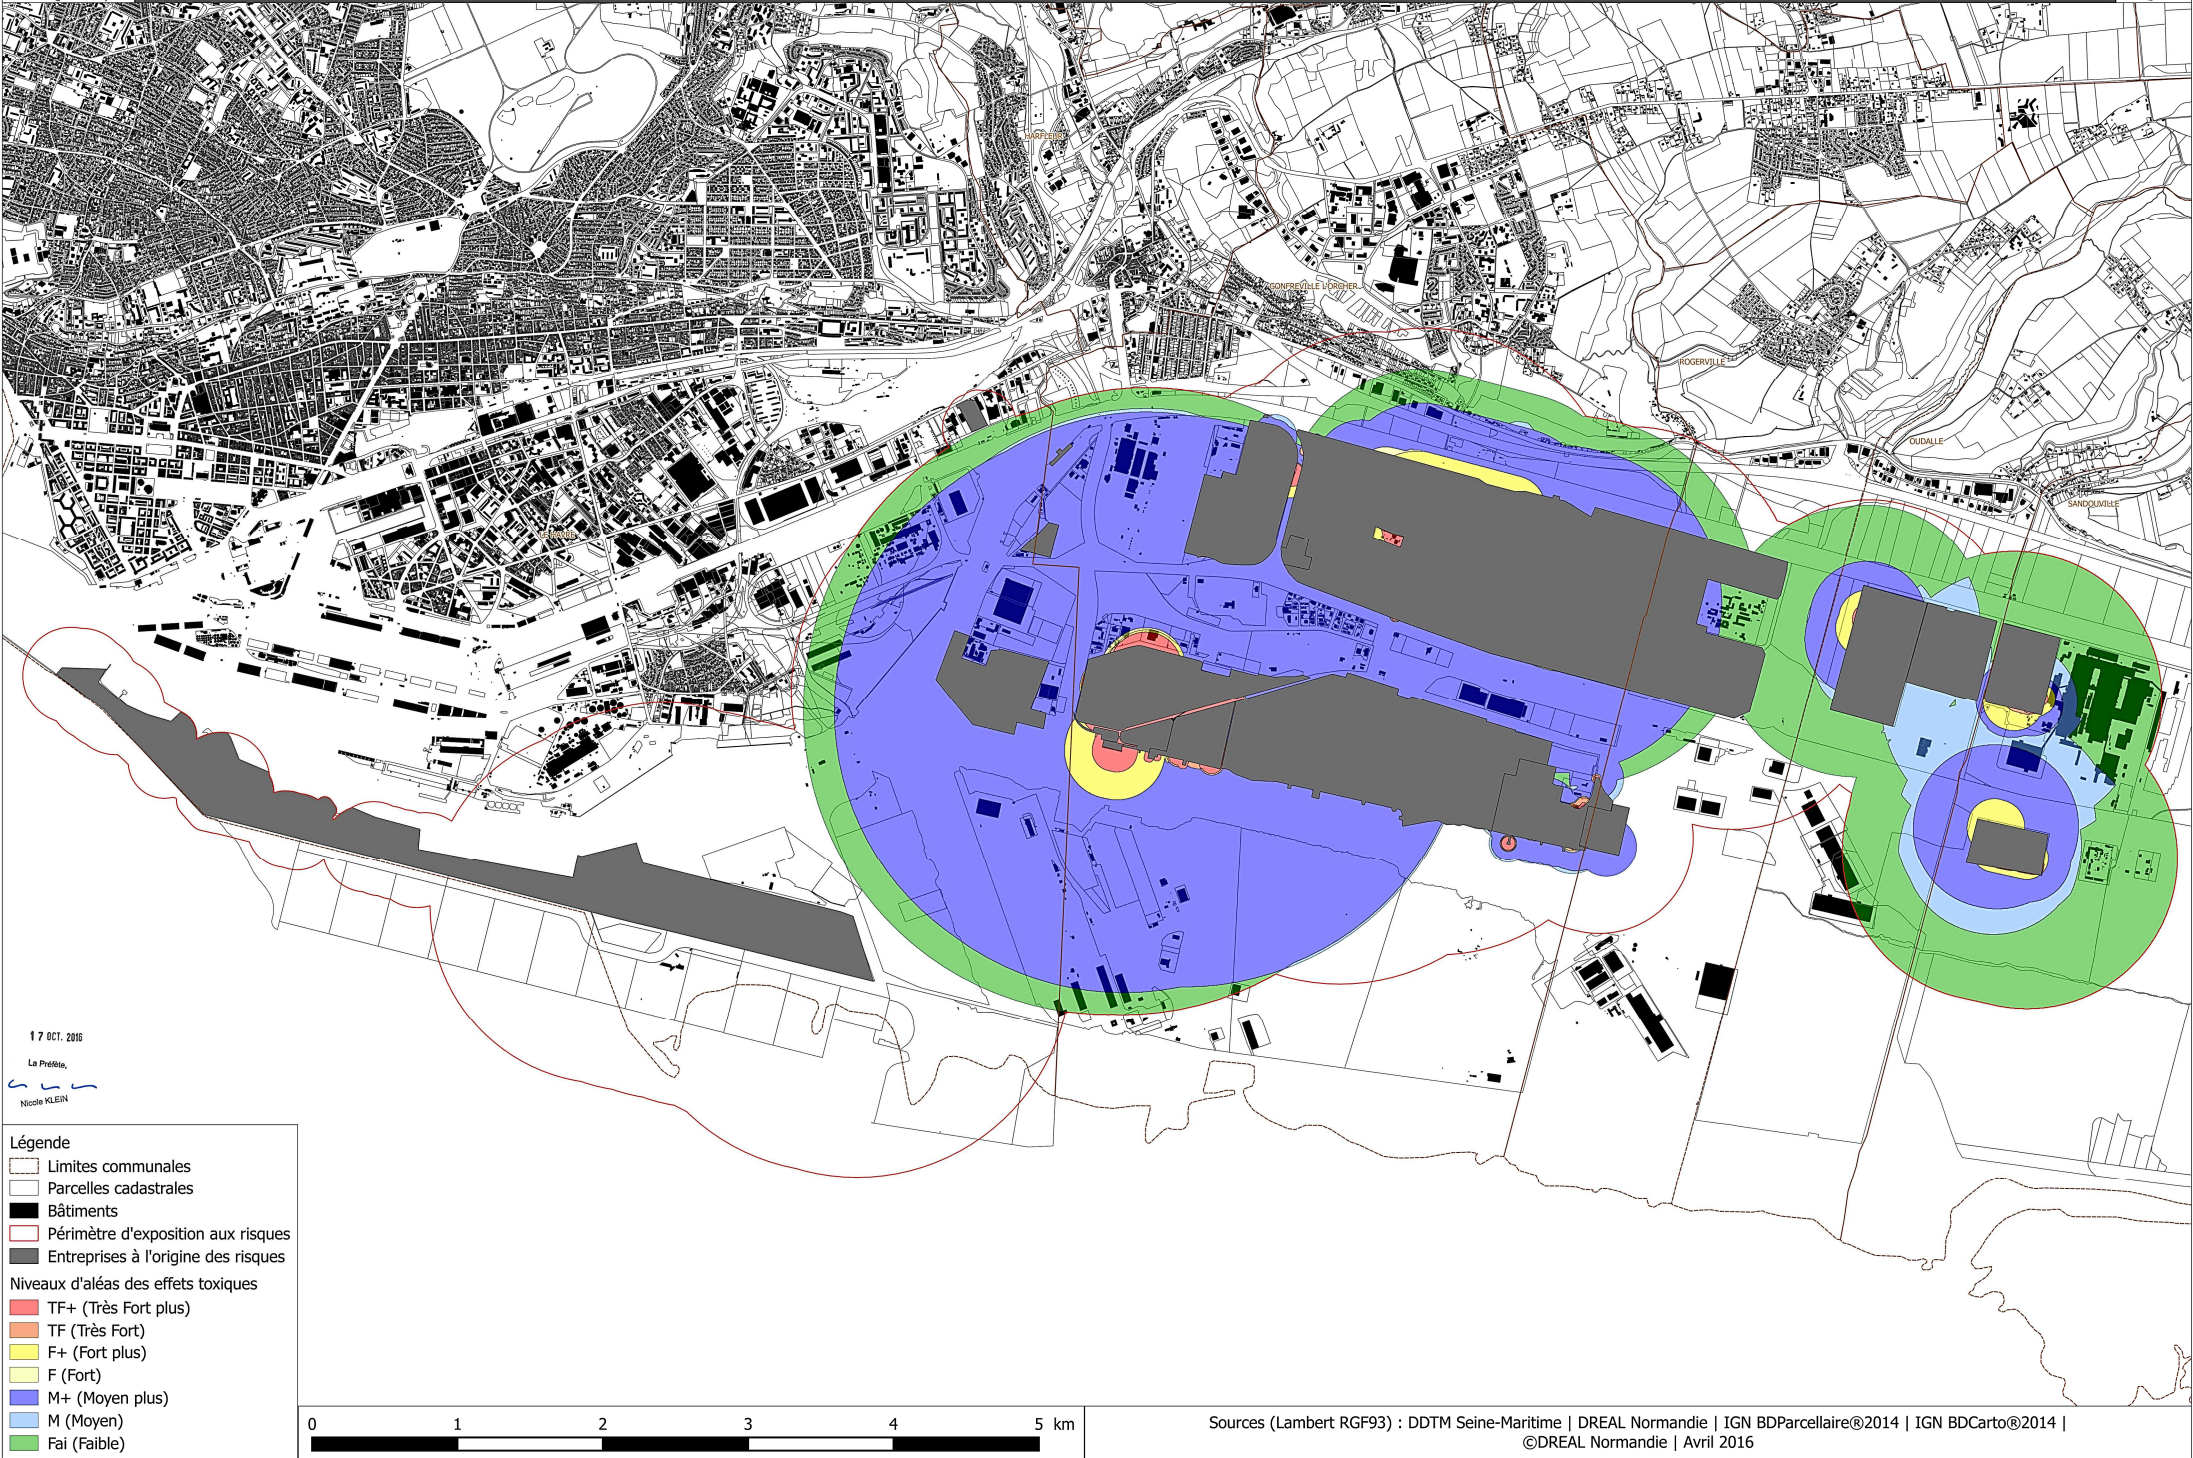 HARFLEUR
GONFREVILLE L'ORCHER
ROGERVILLE
OUDALLE
SANDOUVILLE
LE HAVRE
17 OCT. 2016
La Préfète,
Nicole KLEIN
Légende
Limites communales
Parcelles cadastrales
Bâtiments
Périmètre d'exposition aux risques
Entreprises à l'origine des risques
Niveaux d'aléas des effets toxiques
TF+ (Très Fort plus)
TF (Très Fort)
F+ (Fort plus)
F (Fort)
M+ (Moyen plus)
M (Moyen)
Fai (Faible)
0 1 2 3 4 5 km
Sources (Lambert RGF93) : DDTM Seine-Maritime | DREAL Normandie | IGN BDParcellaire®2014 | IGN BDCarto®2014 |
©DREAL Normandie | Avril 2016